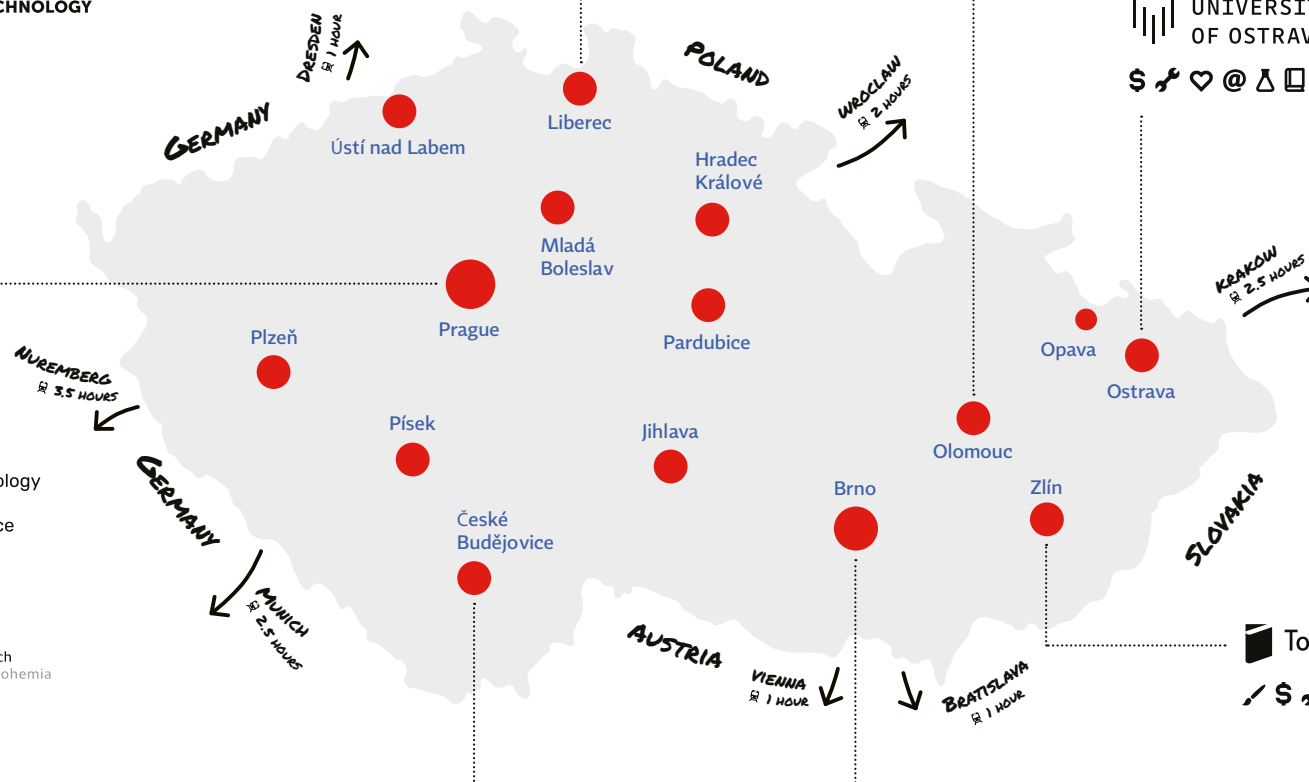 CHNOLOGY
UNIVERSI
OF OSTRAV
DRESDEN
1 HOUR
POLAND
WROCLAW
2 HOURS
GERMANY
Liberec
Ústí nad Labem
Hradec
Králové
Mladá
Boleslav
KRAKOW
2.5 HOURS
Prague
Plzeň
Pardubice
Opava
Ostrava
NUREMBERG
3.5 HOURS
Písek
Jihlava
Olomouc
GERMANY
ology
Brno
Zlín
SLOVAKIA
ce
České
Budějovice
MUNICH
2.5 HOURS
AUSTRIA
To
ch
ohemia
VIENNA
1 HOUR
BRATISLAVA
1 HOUR